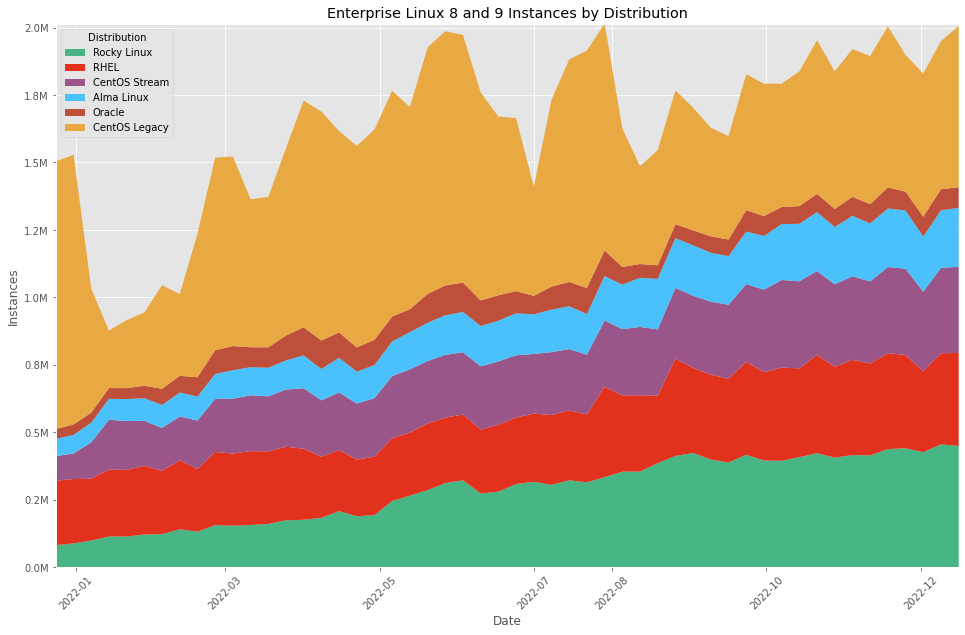 Enterprise Linux 8 and 9 Instances by Distribution
2.0M
1.8M
1.5M
1.2M
1.0M
0.8M
0.5M
0.2M
0.0M
Instances
Distribution
Rocky Linux
RHEL
CentOS Stream
Alma Linux
Oracle
CentOS Legacy
2022-01
2022-03
2022-05
2022-07
2022-08
2022-10
2022-12
Date